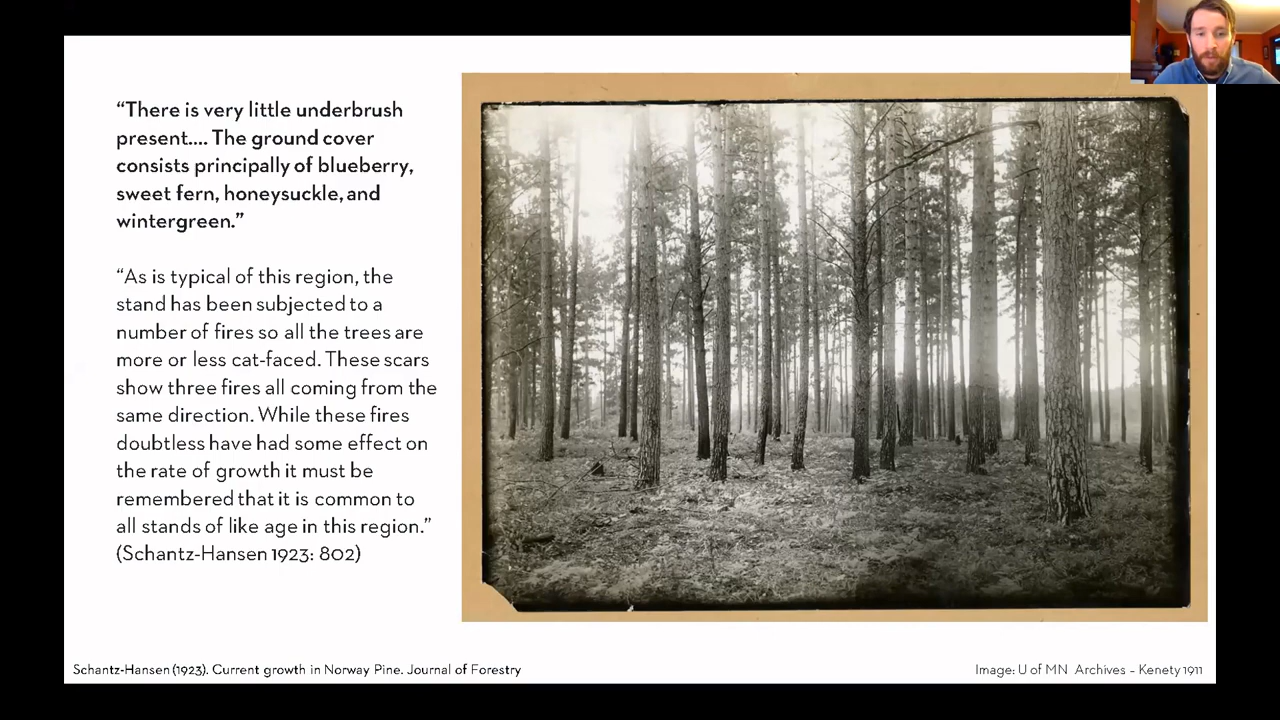 “There is very little underbrush
present.... The ground cover
consists principally of blueberry,
sweet fern, honeysuckle, and
wintergreen.”
“As is typical of this region, the
stand has been subjected to a
number of fires so all the trees are
more or less cat-faced. These scars
show three fires all coming from the
same direction. While these fires
doubtless have had some effect on
the rate of growth it must be
remembered that it is common to
all stands of like age in this region.”
(Schantz-Hansen 1923: 802)
Schantz-Hansen (1923). Current growth in Norway Pine. Journal of Forestry
Image: U of MN Archives – Kenety 1911